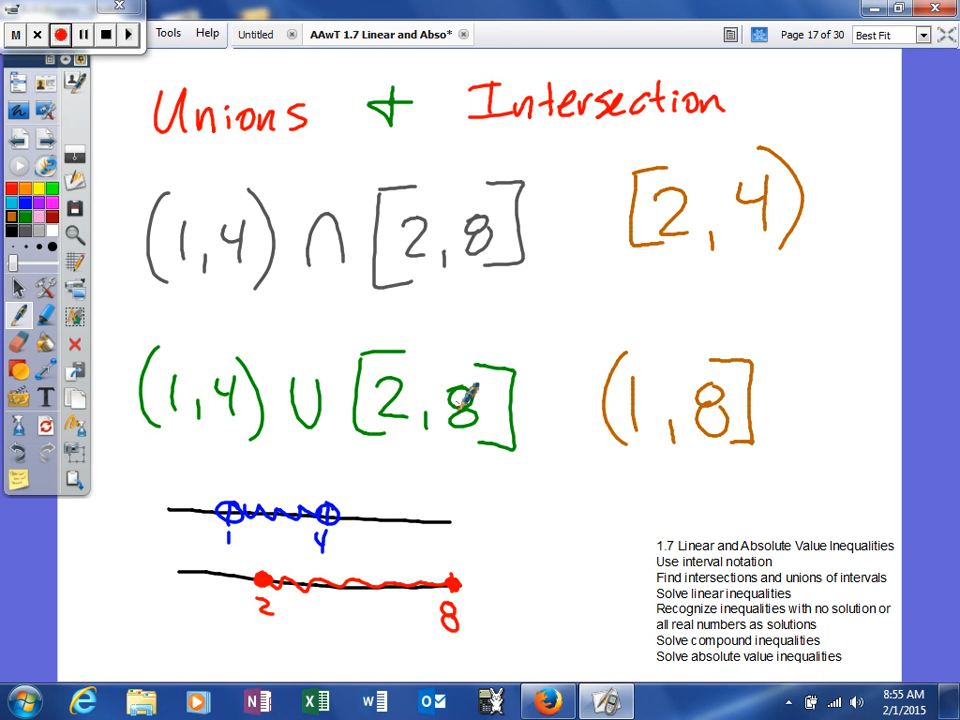 M
Tools Help Untitled AAwT 1.7 Linear and Abso* Page 17 of 30 Best Fit
Unions + Intersection
(1,4) ∩ [2,8] [2,4)
(1,4) ∪ [2,8] (1,8]
1 4
2 8
1.7 Linear and Absolute Value Inequalities
Use interval notation
Find intersections and unions of intervals
Solve linear inequalities
Recognize inequalities with no solution or
all real numbers as solutions
Solve compound inequalities
Solve absolute value inequalities
8:55 AM
2/1/2015